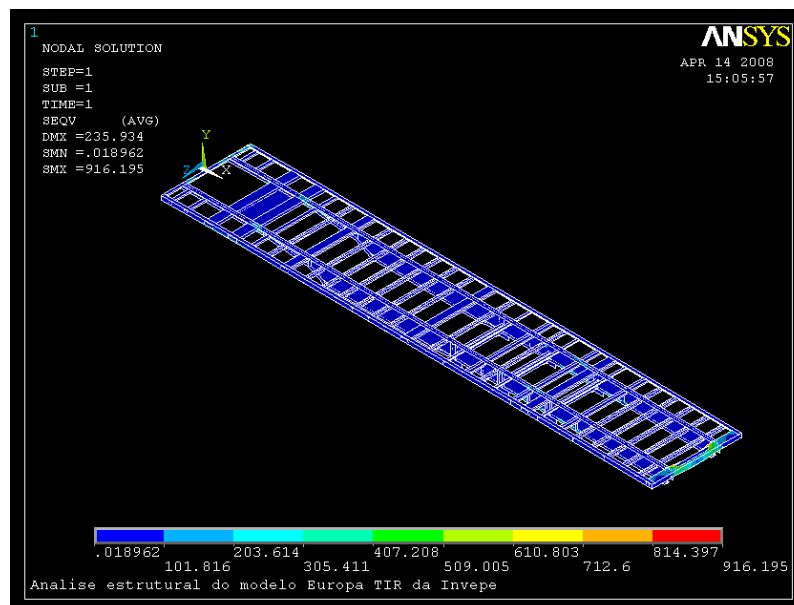 1
NODAL SOLUTION
STEP=1
SUB =1
TIME=1
SEQV (AVG)
DMX =235.934
SMN =.018962
SMX =916.195
ANSYS
APR 14 2008
15:05:57
Y
Z
X
.018962 203.614 407.208 610.803 814.397
101.816 305.411 509.005 712.6 916.195
Analise estrutural do modelo Europa TIR da Invepe